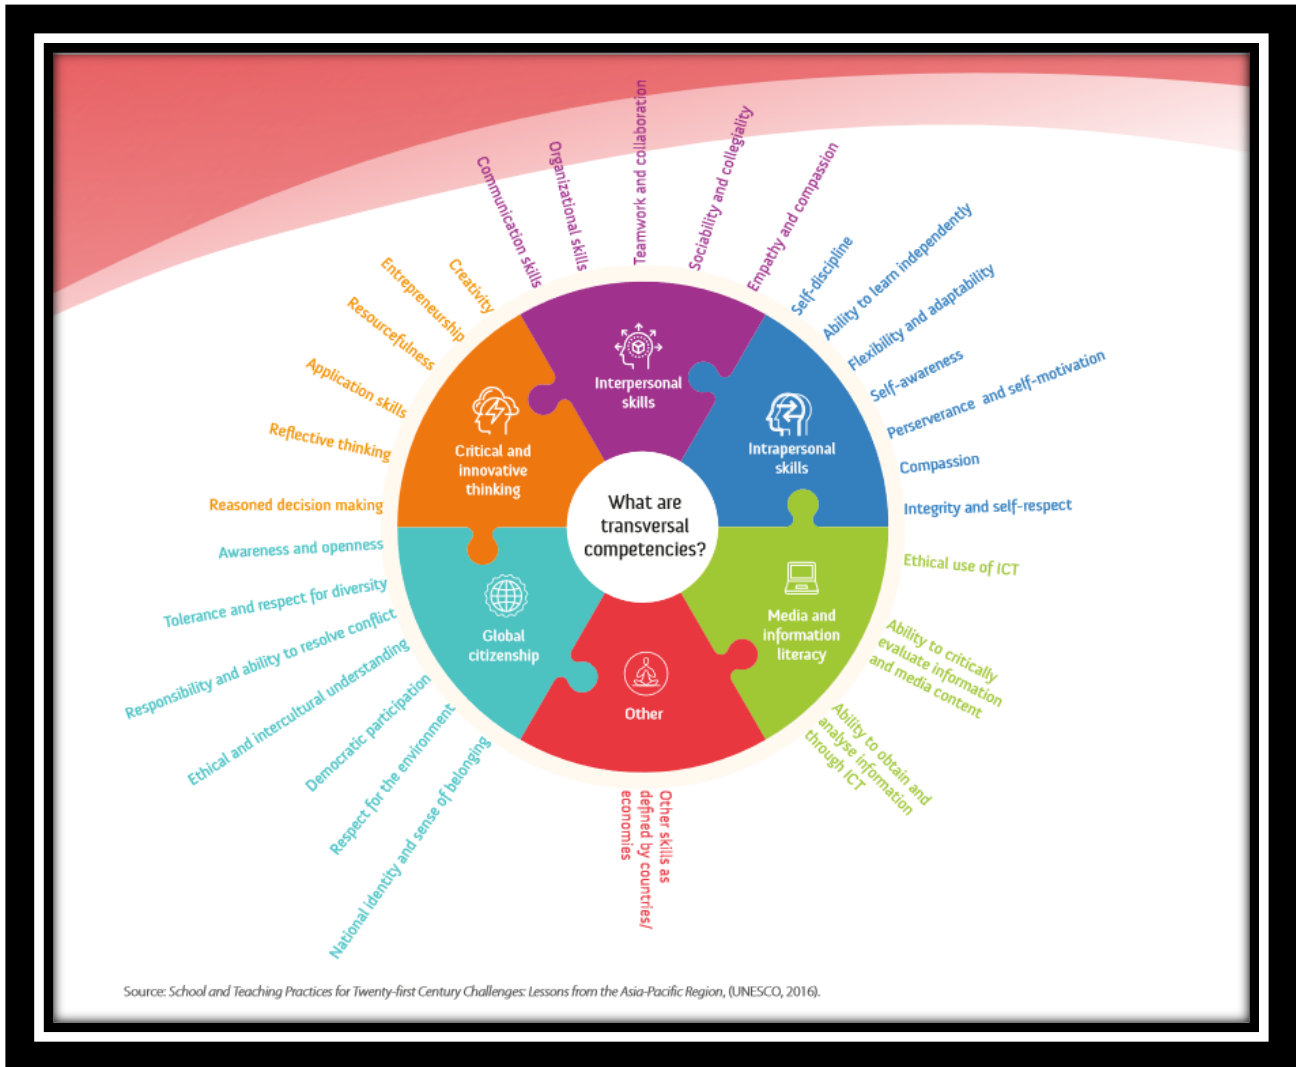 Communication skills
Organizational skills
Teamwork and collaboration
Sociability and collegiality
Empathy and compassion
Self-discipline
Ability to learn independently
Flexibility and adaptability
Self-awareness
Perserverance and self-motivation
Compassion
Integrity and self-respect
Ethical use of ICT
Ability to critically
evaluate information
and media content
Ability to obtain and
analyse information
through ICT
Other skills as
defined by countries/
economies
National identity and sense of belonging
Respect for the environment
Democratic participation
Ethical and intercultural understanding
Responsibility and ability to resolve conflict
Tolerance and respect for diversity
Awareness and openness
Reasoned decision making
Reflective thinking
Application skills
Resourcefulness
Entrepreneurship
Creativity
Interpersonal
skills
Intrapersonal
skills
Media and
information
literacy
Other
Global
citizenship
Critical and
innovative
thinking
What are
transversal
competencies?
Source: School and Teaching Practices for Twenty-first Century Challenges: Lessons from the Asia-Pacific Region, (UNESCO, 2016).